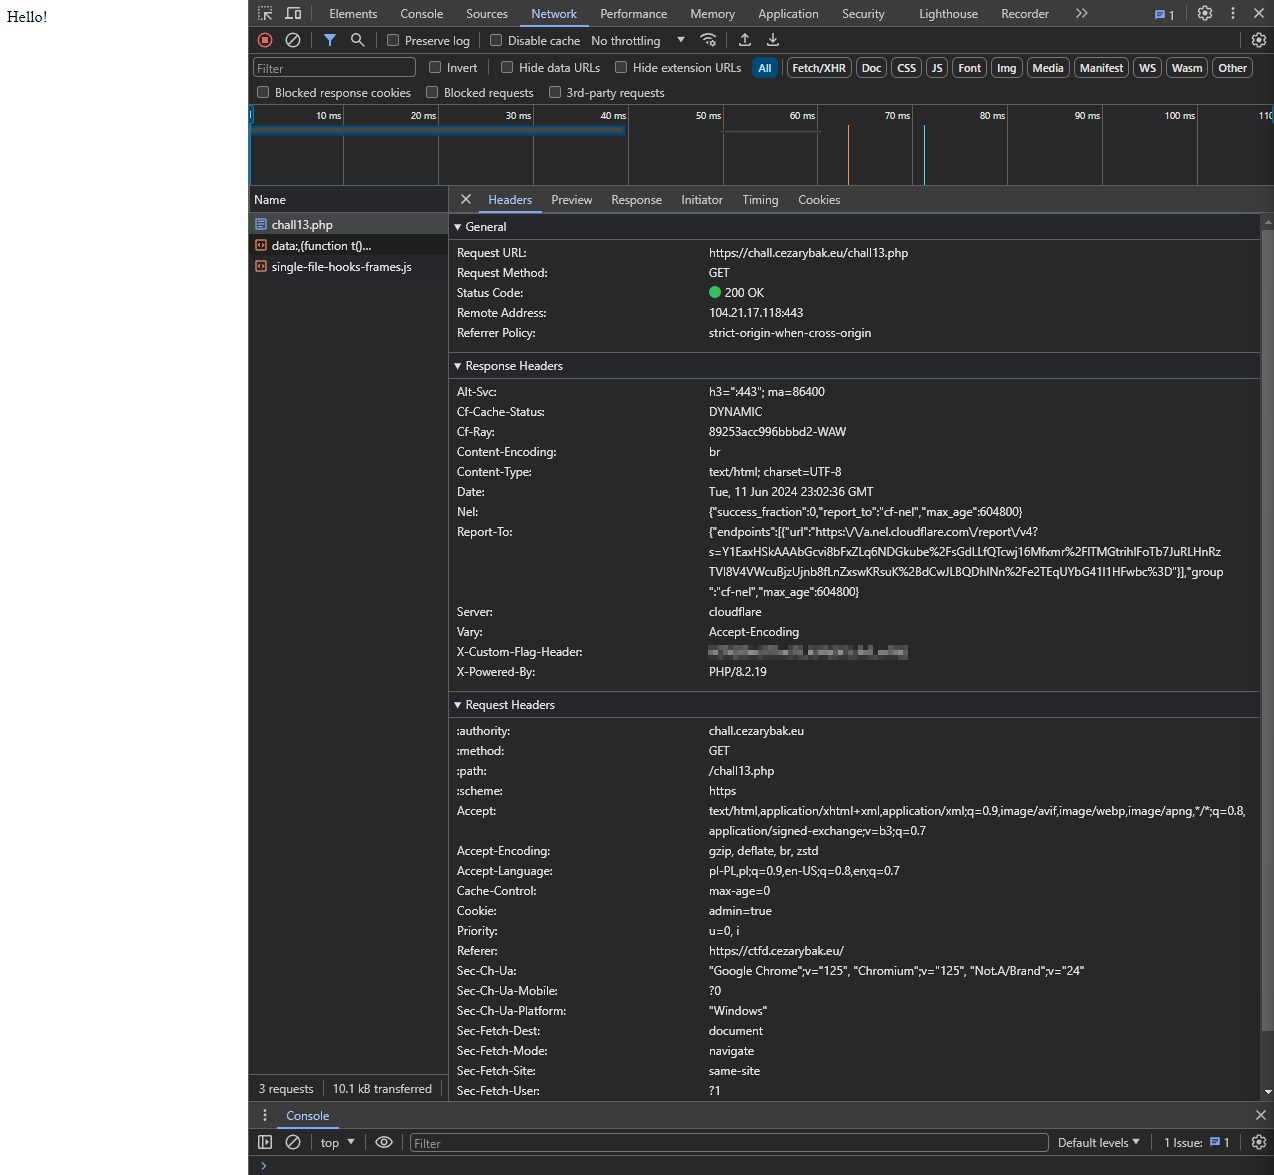 Hello!
Elements Console Sources Network Performance Memory Application Security Lighthouse Recorder 1
Preserve log Disable cache No throttling
Filter Invert Hide data URLs Hide extension URLs All Fetch/XHR Doc CSS JS Font Img Media Manifest WS Wasm Other
Blocked response cookies Blocked requests 3rd-party requests
10 ms 20 ms 30 ms 40 ms 50 ms 60 ms 70 ms 80 ms 90 ms 100 ms 110
Name
chall13.php
data:,(function t()...
single-file-hooks-frames.js
Headers Preview Response Initiator Timing Cookies
General
Request URL: https://chall.cezarybak.eu/chall13.php
Request Method: GET
Status Code: 200 OK
Remote Address: 104.21.17.118:443
Referrer Policy: strict-origin-when-cross-origin
Response Headers
Alt-Svc: h3=":443"; ma=86400
Cf-Cache-Status: DYNAMIC
Cf-Ray: 89253acc996bbbd2-WAW
Content-Encoding: br
Content-Type: text/html; charset=UTF-8
Date: Tue, 11 Jun 2024 23:02:36 GMT
Nel: {"success_fraction":0,"report_to":"cf-nel","max_age":604800}
Report-To: {"endpoints":[{"url":"https:\/\/a.nel.cloudflare.com\/report\/v4?
s=Y1EaxHSkAAAbGcvi8bFxZLq6NDGkube%2FsGdLLfQTcwj16Mfxmr%2FlTMGtrihlFoTb7JuRLHnRz
TVI8V4VWcuBjzUjnb8fLnZxswKRsuK%2BdCwJLBQDhINn%2Fe2TEqUYbG41I1HFwbc%3D"}],"group
":"cf-nel","max_age":604800}
Server: cloudflare
Vary: Accept-Encoding
X-Custom-Flag-Header:
X-Powered-By: PHP/8.2.19
Request Headers
:authority: chall.cezarybak.eu
:method: GET
:path: /chall13.php
:scheme: https
Accept: text/html,application/xhtml+xml,application/xml;q=0.9,image/avif,image/webp,image/apng,*/*;q=0.8,
application/signed-exchange;v=b3;q=0.7
Accept-Encoding: gzip, deflate, br, zstd
Accept-Language: pl-PL,pl;q=0.9,en-US;q=0.8,en;q=0.7
Cache-Control: max-age=0
Cookie: admin=true
Priority: u=0, i
Referer: https://ctfd.cezarybak.eu/
Sec-Ch-Ua: "Google Chrome";v="125", "Chromium";v="125", "Not.A/Brand";v="24"
Sec-Ch-Ua-Mobile: ?0
Sec-Ch-Ua-Platform: "Windows"
Sec-Fetch-Dest: document
Sec-Fetch-Mode: navigate
Sec-Fetch-Site: same-site
Sec-Fetch-User: ?1
3 requests 10.1 kB transferred
Console
top Filter Default levels 1 Issue: 1